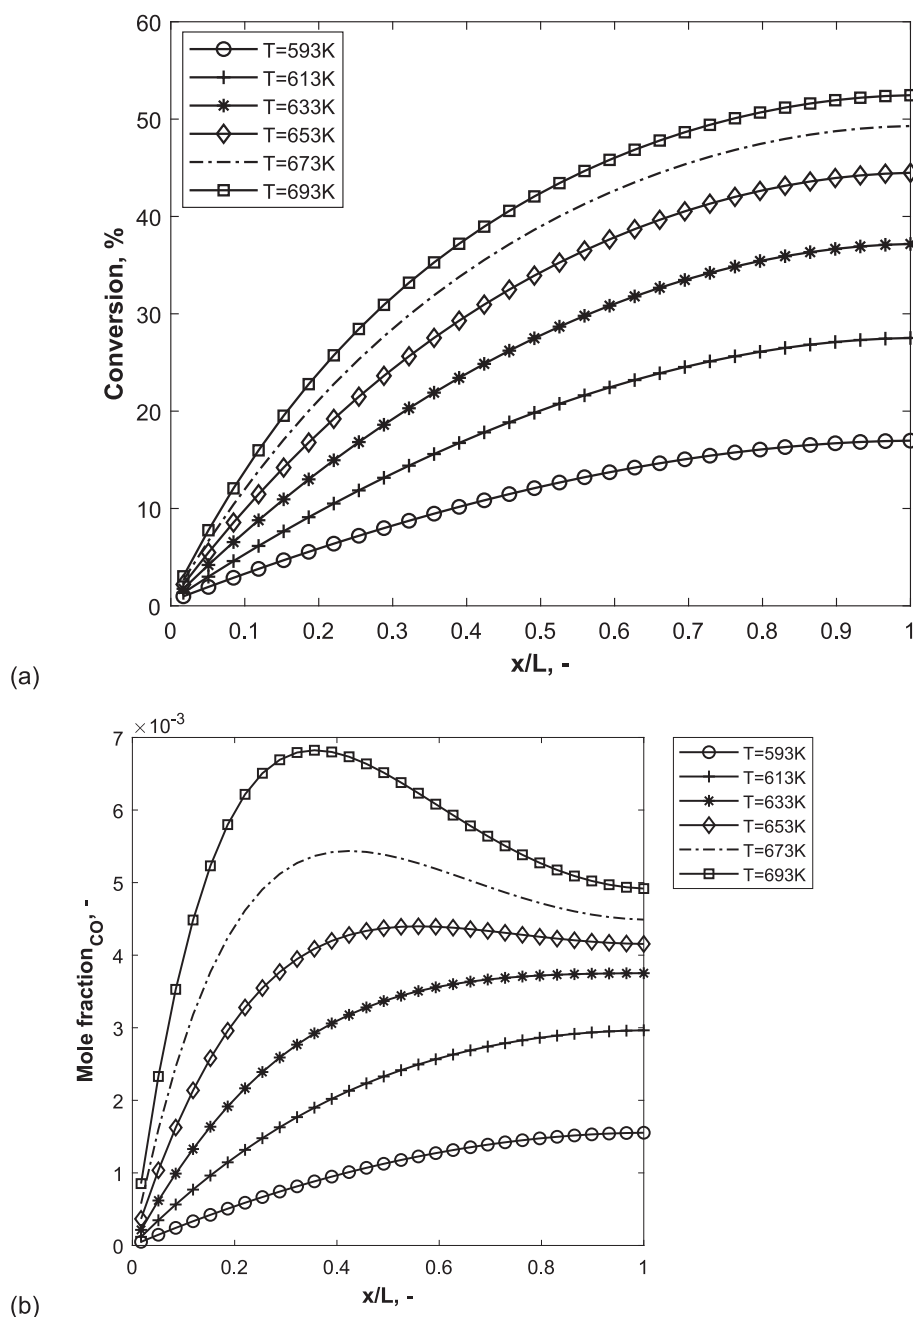 60
50
40
30
20
10
0
Conversion, %
T=593K
T=613K
T=633K
T=653K
T=673K
T=693K
0 0.1 0.2 0.3 0.4 0.5 0.6 0.7 0.8 0.9 1
x/L, -
(a)
×10-3
7
6
5
4
3
2
1
0
Mole fractionCO, -
T=593K
T=613K
T=633K
T=653K
T=673K
T=693K
0 0.2 0.4 0.6 0.8 1
x/L, -
(b)